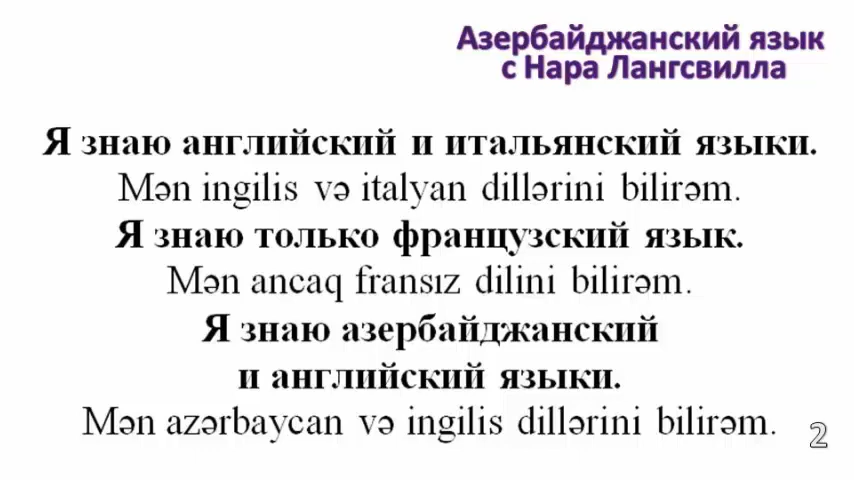 Азербайджанский язык
с Нара Лангсвилла
Я знаю английский и итальянский языки.
Mən ingilis və italyan dillərini bilirəm.
Я знаю только французский язык.
Mən ancaq fransız dilini bilirəm.
Я знаю азербайджанский
и английский языки.
Mən azərbaycan və ingilis dillərini bilirəm.
2